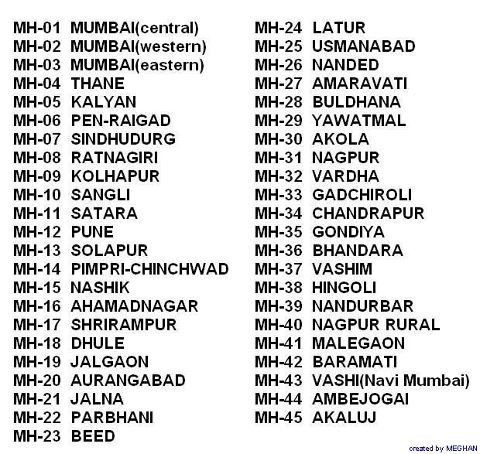 MH-01 MUMBAI(central)
MH-02 MUMBAI(western)
MH-03 MUMBAI(eastern)
MH-04 THANE
MH-05 KALYAN
MH-06 PEN-RAIGAD
MH-07 SINDHUDURG
MH-08 RATNAGIRI
MH-09 KOLHAPUR
MH-10 SANGLI
MH-11 SATARA
MH-12 PUNE
MH-13 SOLAPUR
MH-14 PIMPRI-CHINCHWAD
MH-15 NASHIK
MH-16 AHAMADNAGAR
MH-17 SHRIRAMPUR
MH-18 DHULE
MH-19 JALGAON
MH-20 AURANGABAD
MH-21 JALNA
MH-22 PARBHANI
MH-23 BEED
MH-24 LATUR
MH-25 USMANABAD
MH-26 NANDED
MH-27 AMARAVATI
MH-28 BULDHANA
MH-29 YAWATMAL
MH-30 AKOLA
MH-31 NAGPUR
MH-32 VARDHA
MH-33 GADCHIROLI
MH-34 CHANDRAPUR
MH-35 GONDIYA
MH-36 BHANDARA
MH-37 VASHIM
MH-38 HINGOLI
MH-39 NANDURBAR
MH-40 NAGPUR RURAL
MH-41 MALEGAON
MH-42 BARAMATI
MH-43 VASHI(Navi Mumbai)
MH-44 AMBEJOGAI
MH-45 AKALUJ
created by MEGHAN